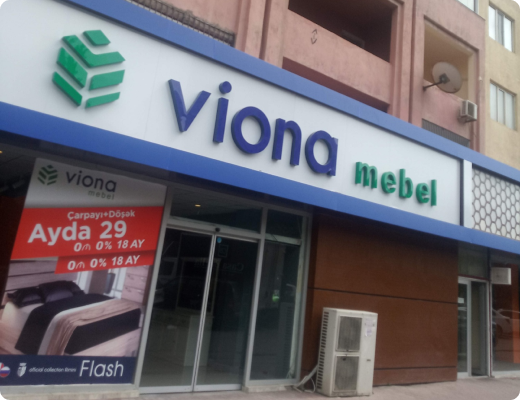 viona mebel
viona
mebel
Çarpayı+Döşək
Ayda 29
0₼ 0% 18 AY
0₼ 0% 18 AY
Flash